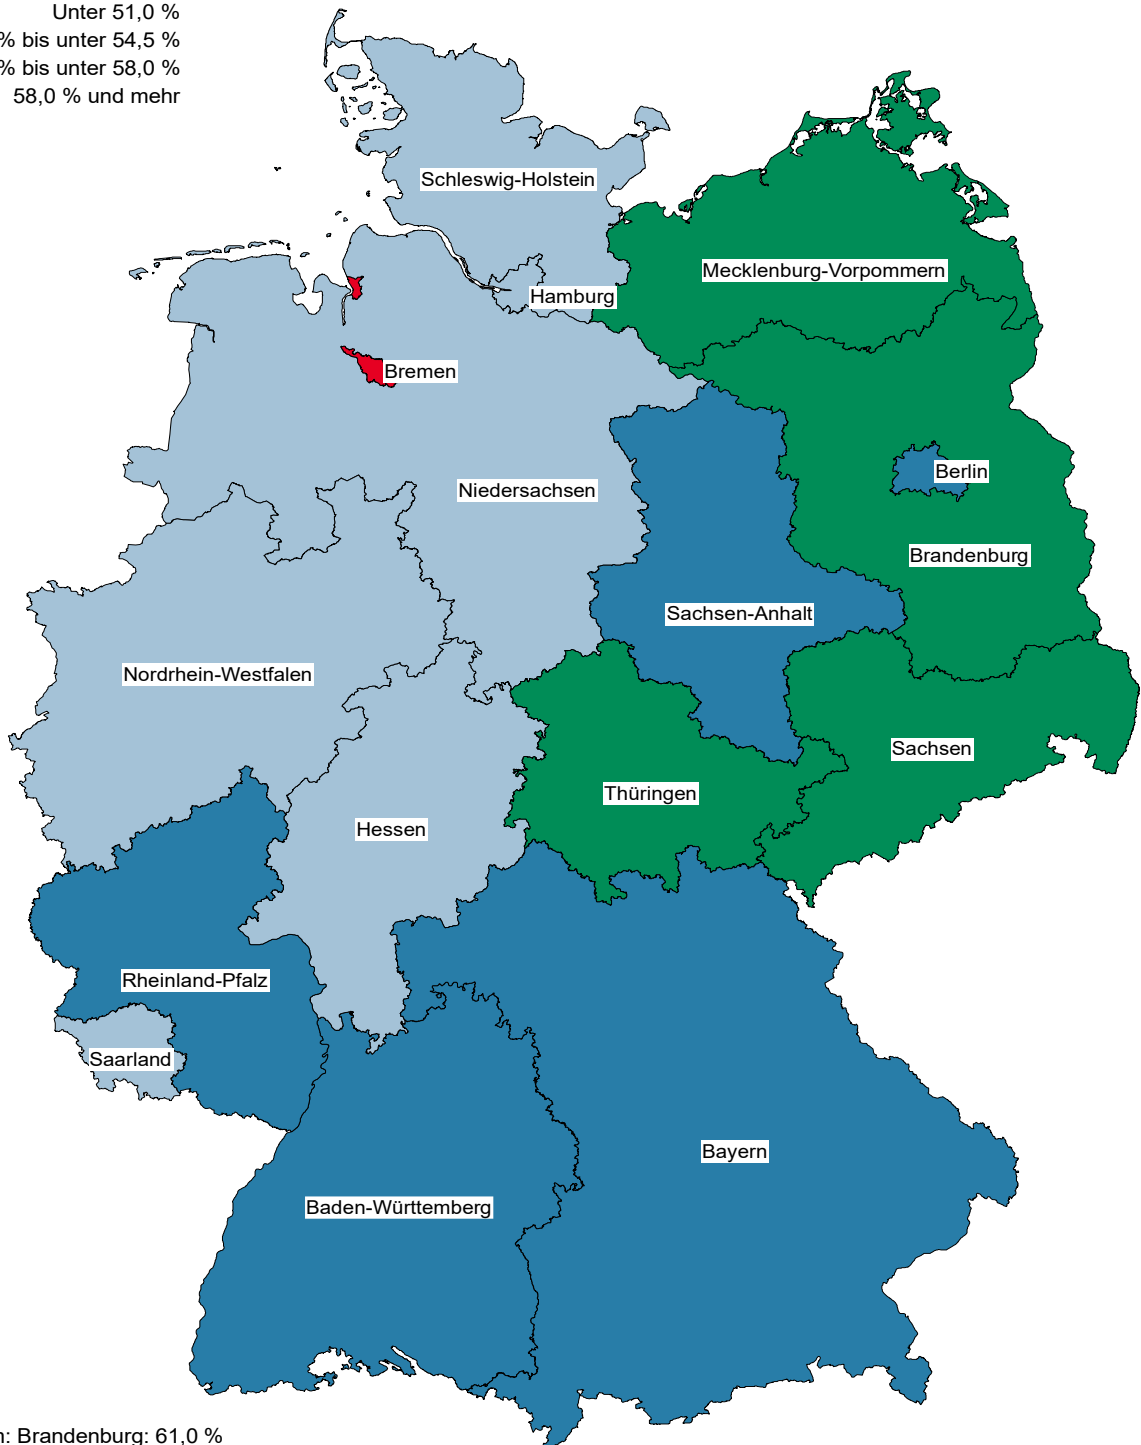 Unter 51,0 %
% bis unter 54,5 %
% bis unter 58,0 %
58,0 % und mehr
Schleswig-Holstein
Mecklenburg-Vorpommern
Hamburg
Bremen
Berlin
Niedersachsen
Brandenburg
Sachsen-Anhalt
Nordrhein-Westfalen
Sachsen
Thüringen
Hessen
Rheinland-Pfalz
Saarland
Bayern
Baden-Württemberg
: Brandenburg: 61,0 %